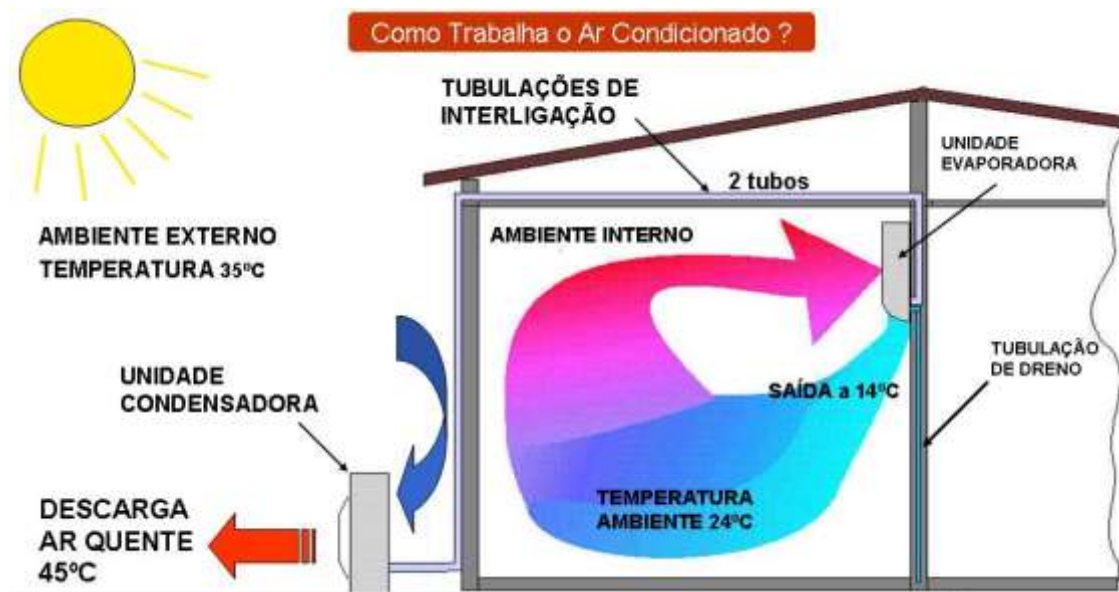 Como Trabalha o Ar Condicionado ?
TUBULAÇÕES DE
INTERLIGAÇÃO
UNIDADE
EVAPORADORA
2 tubos
AMBIENTE EXTERNO
TEMPERATURA 35ºC
AMBIENTE INTERNO
UNIDADE
CONDENSADORA
TUBULAÇÃO
DE DRENO
SAÍDA a 14ºC
DESCARGA
AR QUENTE
45ºC
TEMPERATURA
AMBIENTE 24ºC